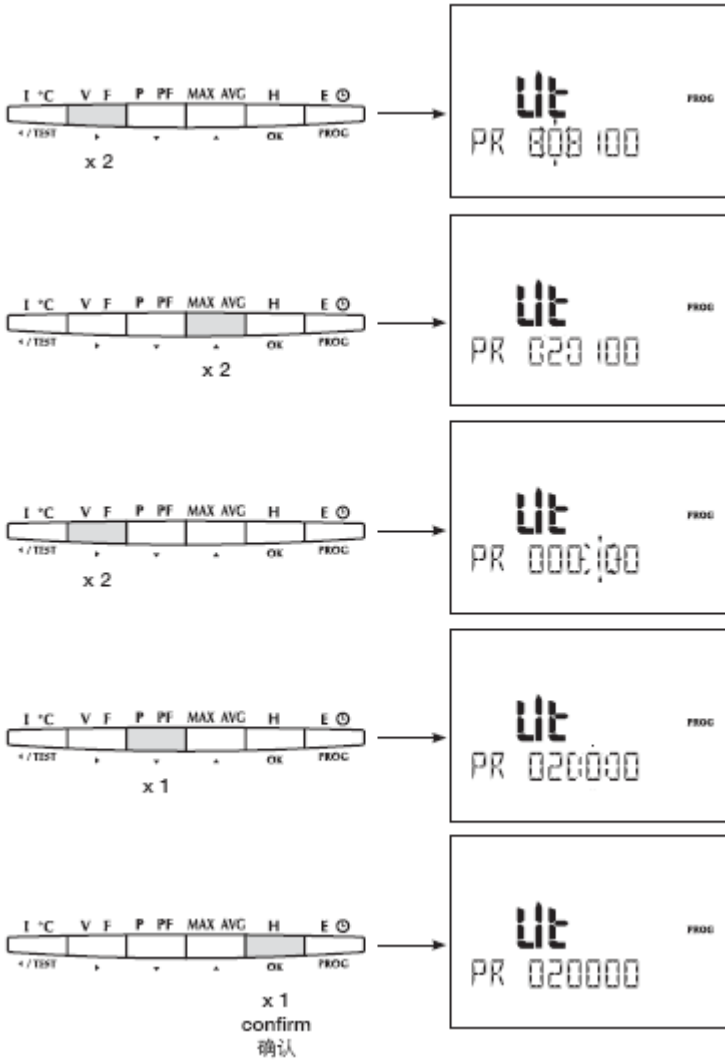 I °C V F P PF MAX AVG H E
Ut
PROG
PR
◂ / TEST ▸ ▾ ▴ OK PROG
x 2
I °C V F P PF MAX AVG H E
Ut
PROG
PR 020100
◂ / TEST ▸ ▾ ▴ OK PROG
x 2
I °C V F P PF MAX AVG H E
Ut
PROG
PR 000100
◂ / TEST ▸ ▾ ▴ OK PROG
x 2
I °C V F P PF MAX AVG H E
Ut
PROG
PR 020000
◂ / TEST ▸ ▾ ▴ OK PROG
x 1
I °C V F P PF MAX AVG H E
Ut
PROG
PR 020000
◂ / TEST ▸ ▾ ▴ OK PROG
x 1
confirm
确认